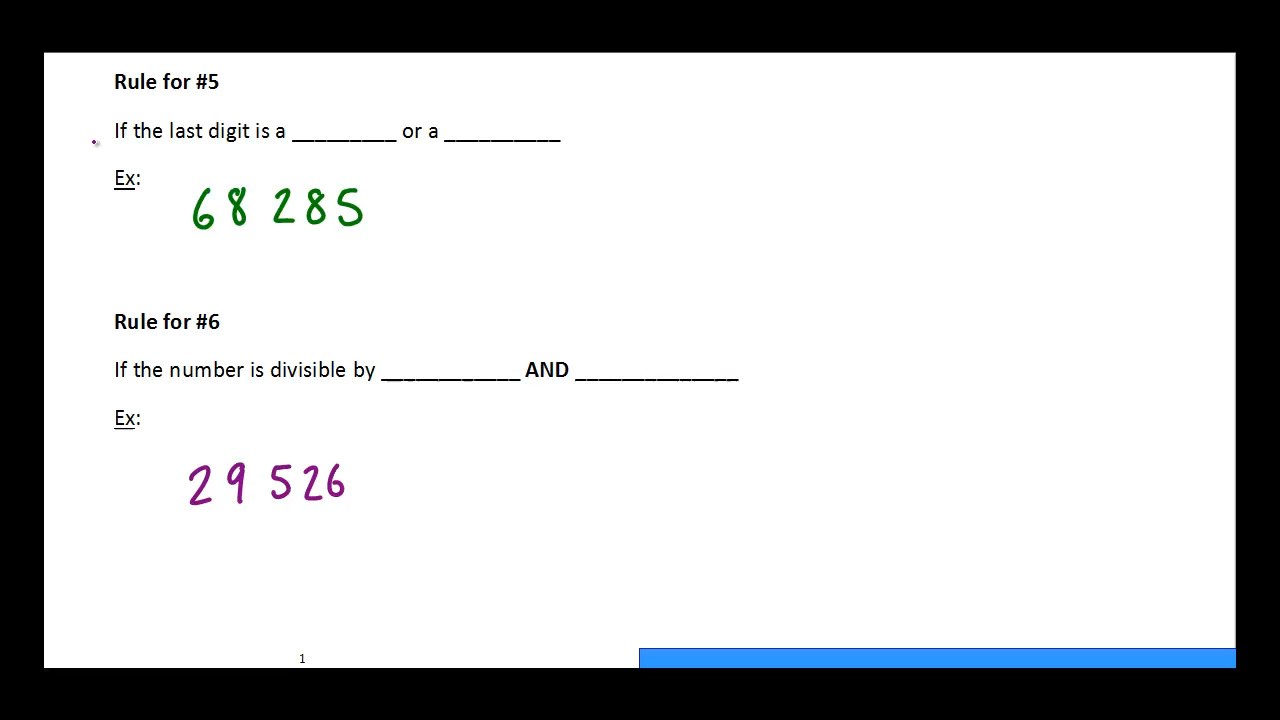 Rule for #5
If the last digit is a _________ or a __________
Ex:
68 285
Rule for #6
If the number is divisible by ____________ AND ______________
Ex:
29 526
1